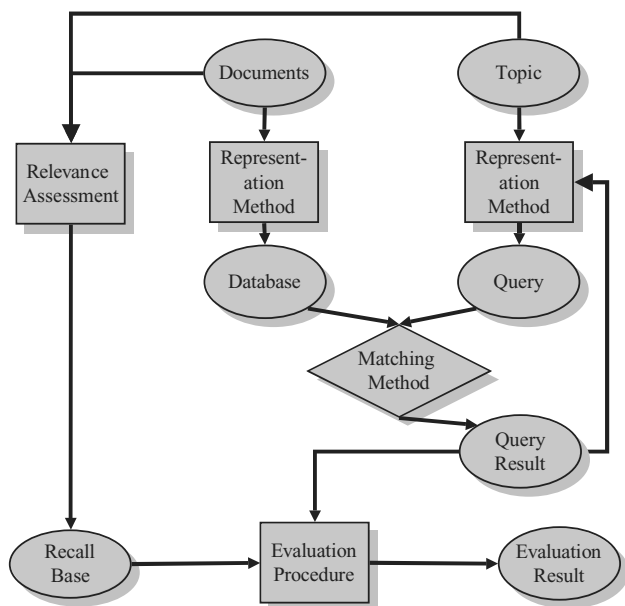 Documents
Topic
Relevance
Assessment
Represent-
ation
Method
Represent-
ation
Method
Database
Query
Matching
Method
Query
Result
Recall
Base
Evaluation
Procedure
Evaluation
Result